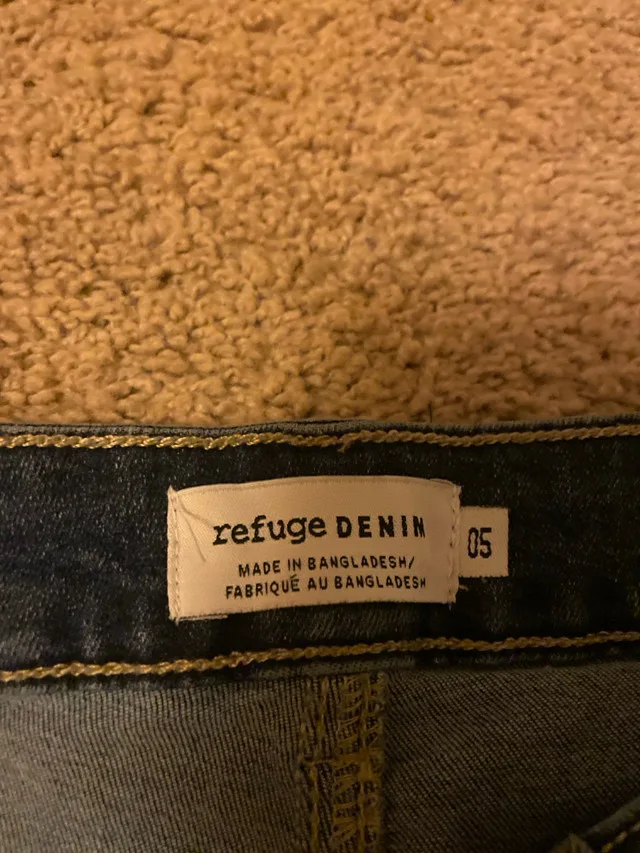 refuge DENIM
MADE IN BANGLADESH/
FABRIQUÉ AU BANGLADESH
05